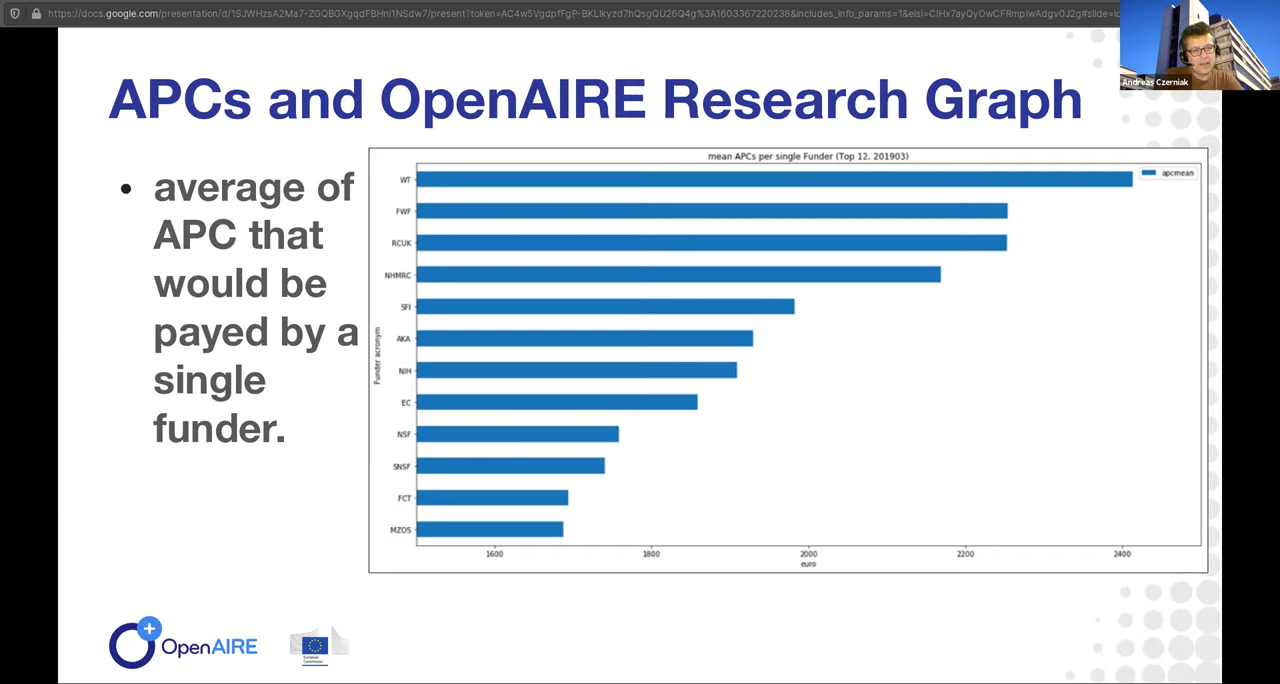 APCs and OpenAIRE Research Graph
Andreas Czerniak
• average of
APC that
would be
payed by a
single
funder.
mean APCs per single Funder (Top 12, 201903)
apcmean
Funder acronym
WT
FWF
RCUK
NHMRC
SFI
AKA
NIH
EC
NSF
SNSF
FCT
MZOS
1600 1800 2000 2200 2400
euro
OpenAIRE
European
Commission